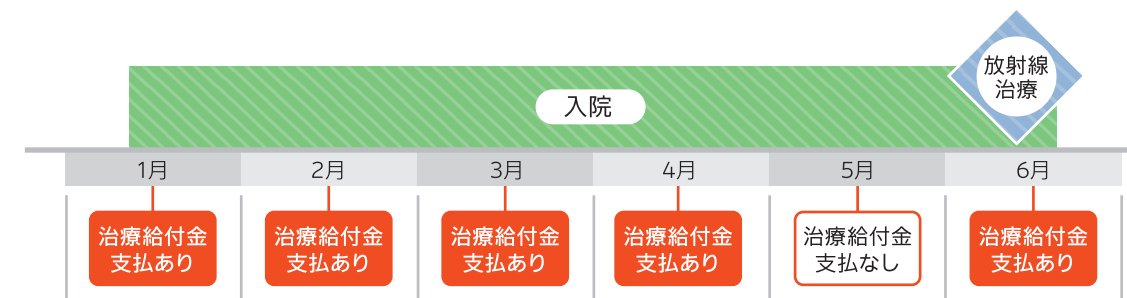 放射線
治療
入院
1月
2月
3月
4月
5月
6月
治療給付金
支払あり
治療給付金
支払あり
治療給付金
支払あり
治療給付金
支払あり
治療給付金
支払なし
治療給付金
支払あり